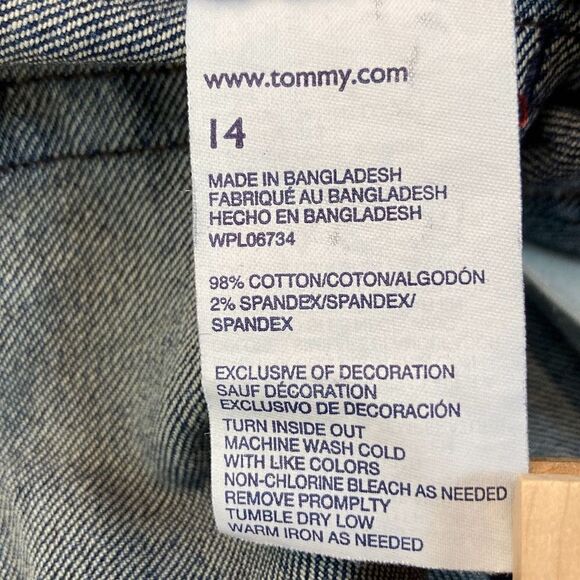 www.tommy.com
14
MADE IN BANGLADESH
FABRIQUÉ AU BANGLADESH
HECHO EN BANGLADESH
WPL06734
98% COTTON/COTON/ALGODÓN
2% SPANDEX/SPANDEX/
SPANDEX
EXCLUSIVE OF DECORATION
SAUF DÉCORATION
EXCLUSIVO DE DECORACIÓN
TURN INSIDE OUT
MACHINE WASH COLD
WITH LIKE COLORS
NON-CHLORINE BLEACH AS NEEDED
REMOVE PROMPLTY
TUMBLE DRY LOW
WARM IRON AS NEEDED